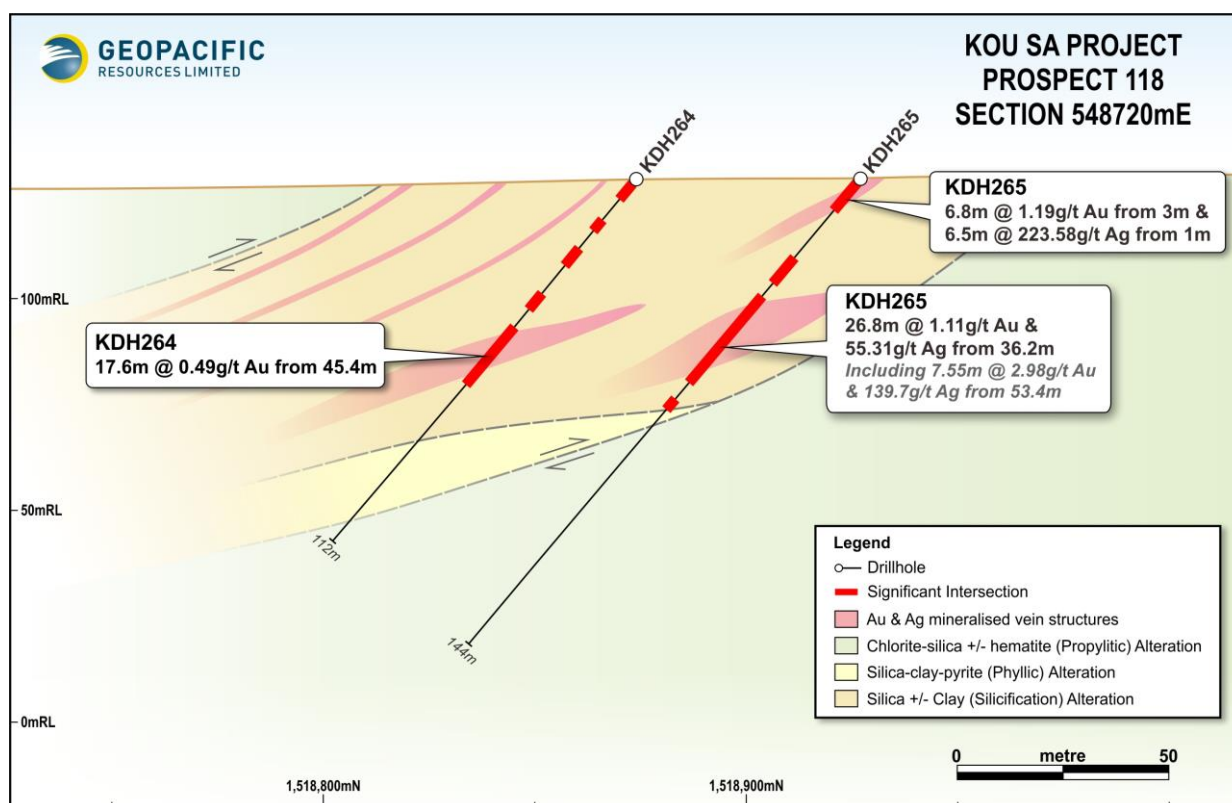 GEOPACIFIC
RESOURCES LIMITED
KOU SA PROJECT
PROSPECT 118
SECTION 548720mE
KDH264
KDH265
KDH265
6.8m @ 1.19g/t Au from 3m &
6.5m @ 223.58g/t Ag from 1m
100mRL
KDH265
26.8m @ 1.11g/t Au &
55.31g/t Ag from 36.2m
Including 7.55m @ 2.98g/t Au
& 139.7g/t Ag from 53.4m
KDH264
17.6m @ 0.49g/t Au from 45.4m
50mRL
112m
144m
Legend
Drillhole
Significant Intersection
Au & Ag mineralised vein structures
Chlorite-silica +/- hematite (Propylitic) Alteration
Silica-clay-pyrite (Phyllic) Alteration
Silica +/- Clay (Silicification) Alteration
0mRL
0 metre 50
1,518,800mN
1,518,900mN